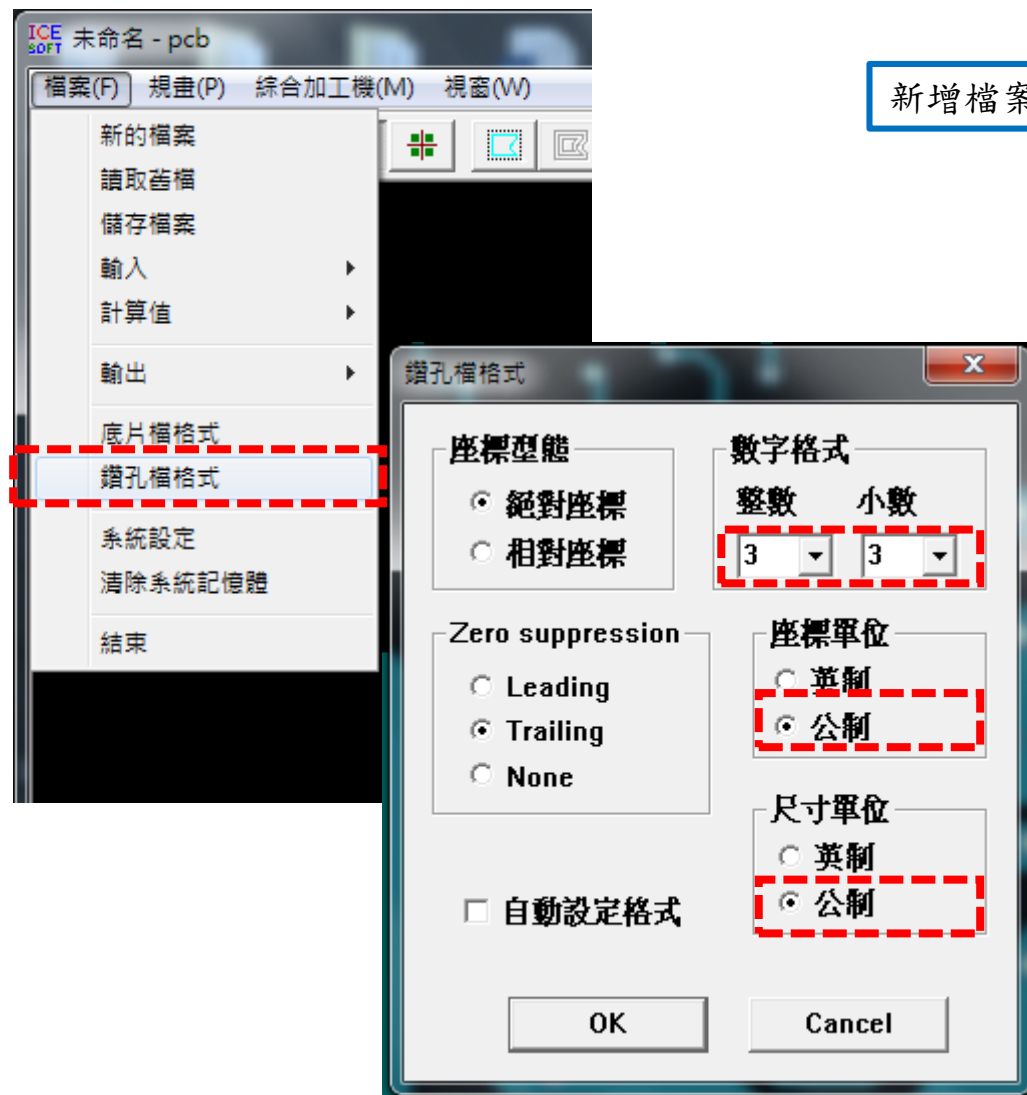 ICE SOFT 未命名 - pcb
檔案(F) 規畫(P) 綜合加工機(M) 視窗(W)
新增檔案
新的檔案
讀取舊檔
儲存檔案
輸入
計算值
輸出
底片檔格式
鑽孔檔格式
系統設定
清除系統記憶體
結束
鑽孔檔格式
座標型態
絕對座標
相對座標
數字格式
整數 小數
3 3
Zero suppression
Leading
Trailing
None
座標單位
英制
公制
尺寸單位
英制
公制
自動設定格式
OK Cancel